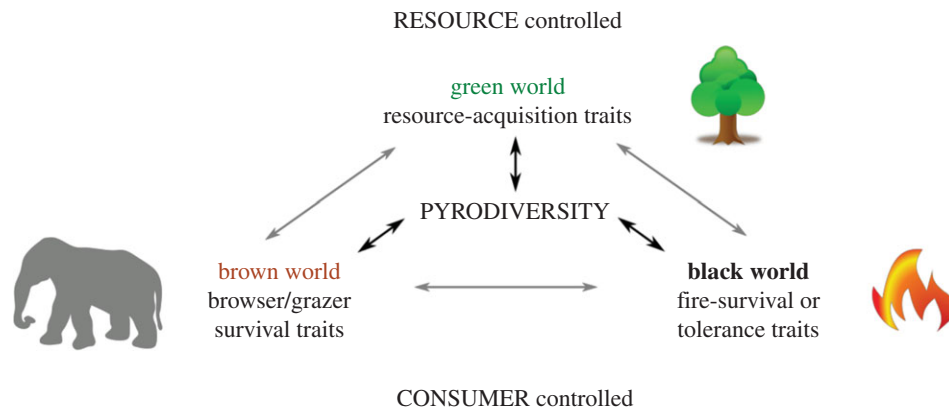 RESOURCE controlled
green world
resource-acquisition traits
PYRODIVERSITY
brown world
browser/grazer
survival traits
black world
fire-survival or
tolerance traits
CONSUMER controlled